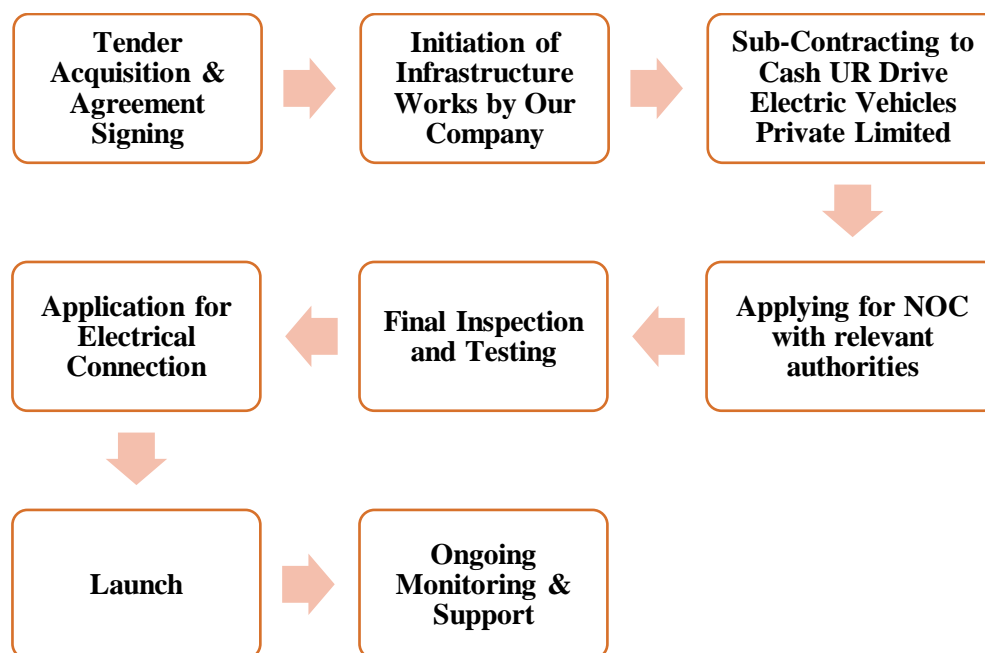 Tender
Acquisition &
Agreement
Signing
Initiation of
Infrastructure
Works by Our
Company
Sub-Contracting to
Cash UR Drive
Electric Vehicles
Private Limited
Applying for NOC
with relevant
authorities
Final Inspection
and Testing
Application for
Electrical
Connection
Launch
Ongoing
Monitoring &
Support